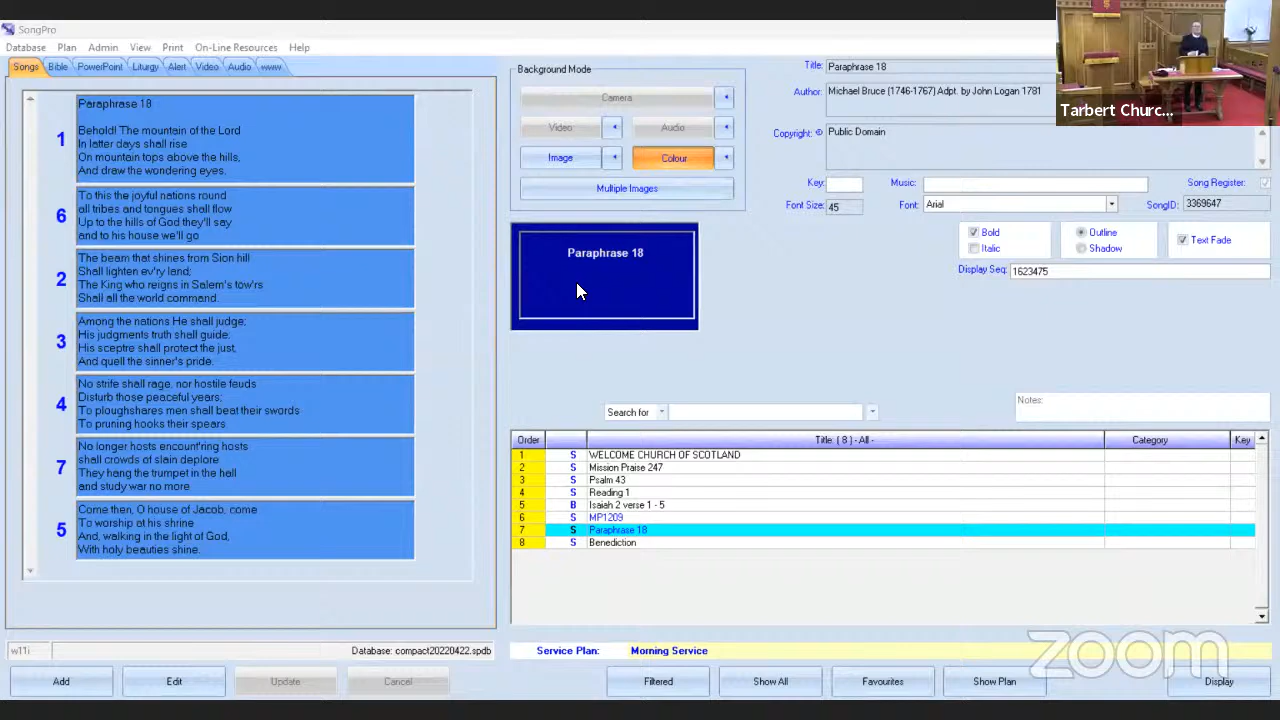 SongPro
Database Plan Admin View Print On-Line Resources Help
Songs Bible PowerPoint Liturgy Alert Video Audio www
Paraphrase 18
1
Behold! The mountain of the Lord
In latter days shall rise
On mountain tops above the hills,
And draw the wondering eyes.
6
To this the joyful nations round
all tribes and tongues shall flow
Up to the hills of God they'll say
and to his house we'll go
2
The beam that shines from Sion hill
Shall lighten ev'ry land;
The King who reigns in Salem's tow'rs
Shall all the world command.
3
Among the nations He shall judge;
His judgments truth shall guide;
His sceptre shall protect the just,
And quell the sinner's pride.
4
No strife shall rage, nor hostile feuds
Disturb those peaceful years;
To ploughshares men shall beat their swords
To pruning hooks their spears
7
No longer hosts encount'ring hosts
shall crowds of slain deplore
They hang the trumpet in the hall
and study war no more
5
Come then, O house of Jacob, come
To worship at his shrine
And, walking in the light of God,
With holy beauties shine.
w11i
Database: compact20220422.spdb
Add Edit Update Cancel
Background Mode
Camera
Video Audio
Image Colour
Multiple Images
Paraphrase 18
Title: Paraphrase 18
Author: Michael Bruce (1746-1767) Adpt. by John Logan 1781
Copyright: © Public Domain
Key: Music: Song Register:
Font Size: 45 Font: Arial SongID: 3369647
Bold Outline Text Fade
Italic Shadow
Display Seq: 1623475
Tarbert Churc...
Search for
Notes:
Order Title: ( 8 ) - All - Category Key
1 S WELCOME CHURCH OF SCOTLAND
2 S Mission Praise 247
3 S Psalm 43
4 S Reading 1
5 B Isaiah 2 verse 1 - 5
6 S MP1209
7 S Paraphrase 18
8 S Benediction
Service Plan: Morning Service
Filtered Show All Favourites Show Plan Display
zoom